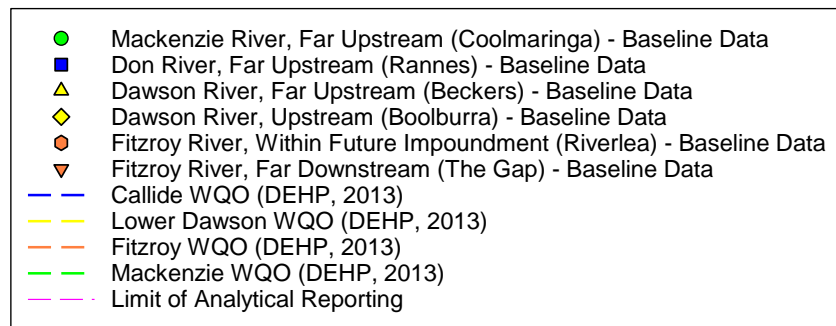 Mackenzie River, Far Upstream (Coolmaringa) - Baseline Data
Don River, Far Upstream (Rannes) - Baseline Data
Dawson River, Far Upstream (Beckers) - Baseline Data
Dawson River, Upstream (Boolburra) - Baseline Data
Fitzroy River, Within Future Impoundment (Riverlea) - Baseline Data
Fitzroy River, Far Downstream (The Gap) - Baseline Data
Callide WQO (DEHP, 2013)
Lower Dawson WQO (DEHP, 2013)
Fitzroy WQO (DEHP, 2013)
Mackenzie WQO (DEHP, 2013)
Limit of Analytical Reporting